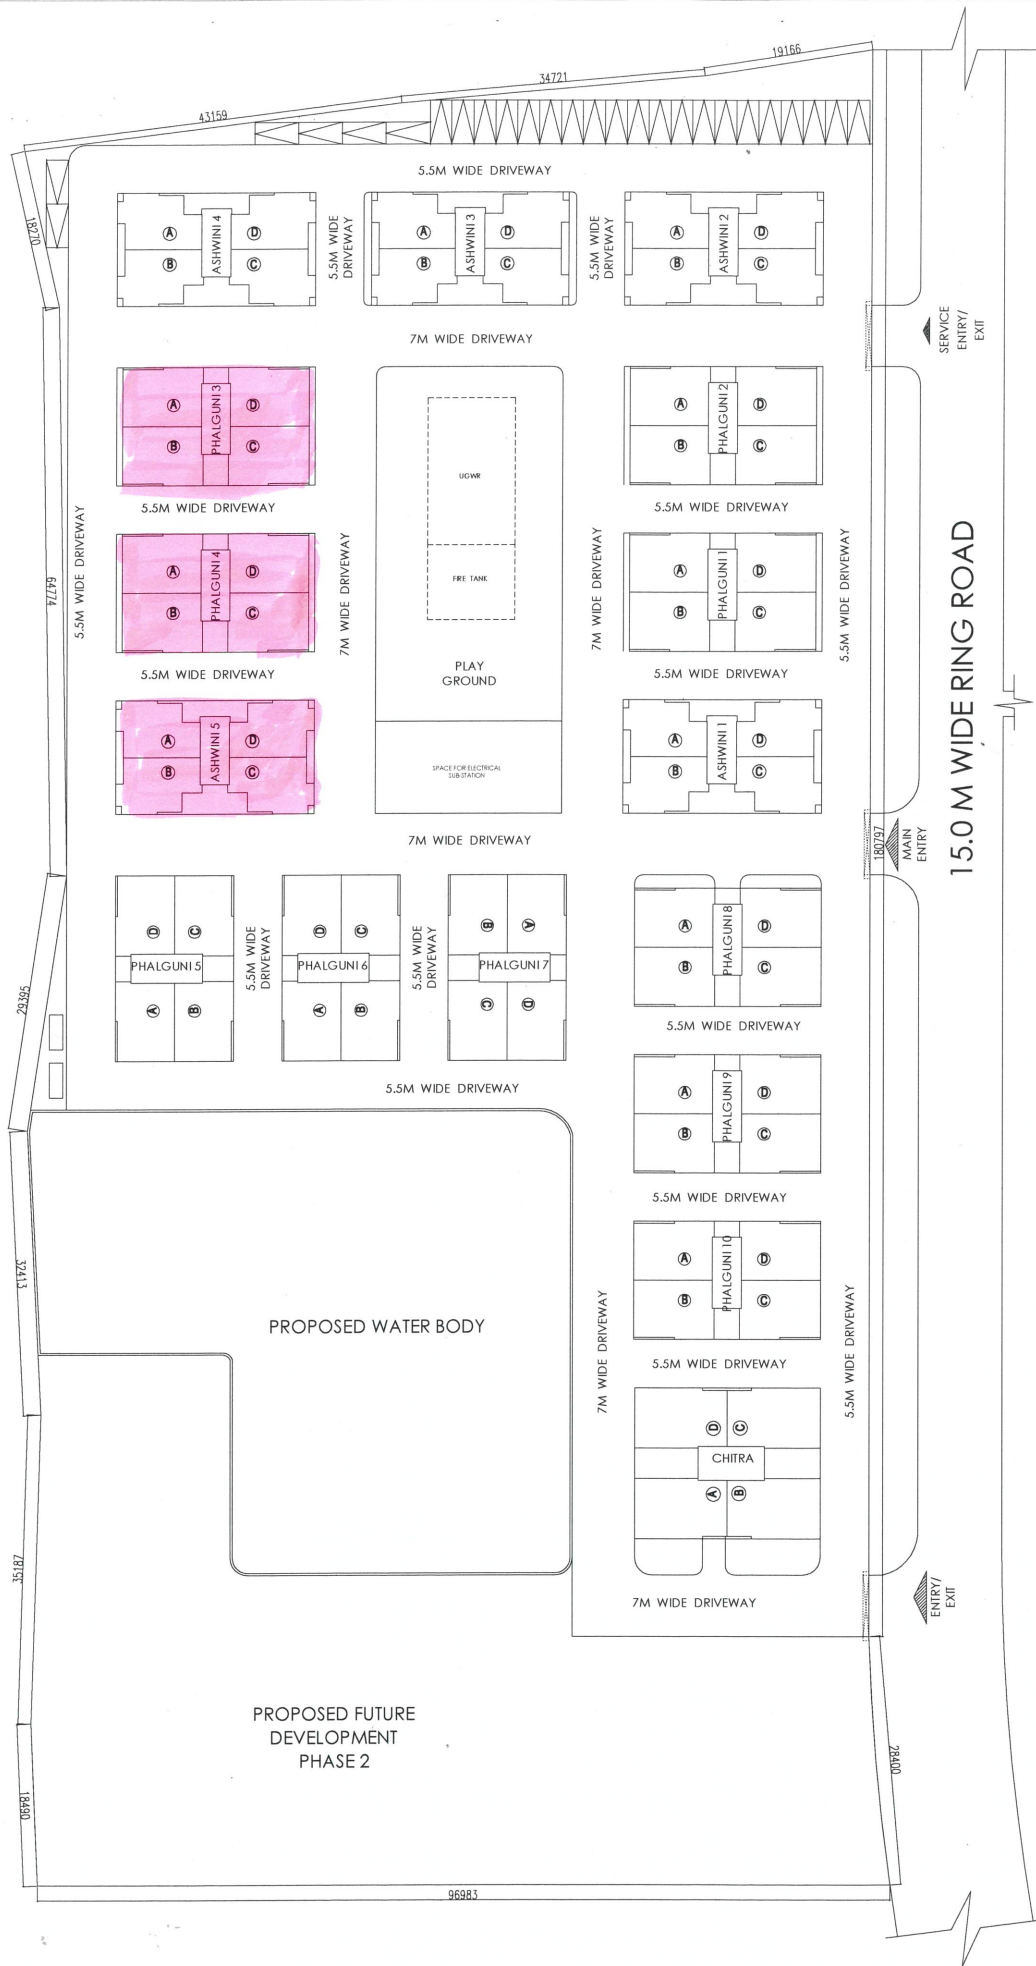 19166
34721
43159
5.5M WIDE DRIVEWAY
18270
A
D
B
C
ASHWINI 4
5.5M WIDE
DRIVEWAY
A
D
B
C
ASHWINI 3
5.5M WIDE
DRIVEWAY
A
D
B
C
ASHWINI 2
7M WIDE DRIVEWAY
SERVICE
ENTRY/
EXIT
A
D
B
C
PHALGUNI 3
UGWR
A
D
B
C
PHALGUNI 2
5.5M WIDE DRIVEWAY
5.5M WIDE DRIVEWAY
64774
5.5M WIDE DRIVEWAY
A
D
B
C
PHALGUNI 4
7M WIDE DRIVEWAY
FIRE TANK
7M WIDE DRIVEWAY
A
D
B
C
PHALGUNI 1
5.5M WIDE DRIVEWAY
15.0 M WIDE RING ROAD
5.5M WIDE DRIVEWAY
PLAY
GROUND
5.5M WIDE DRIVEWAY
A
D
B
C
ASHWINI 5
SPACE FOR ELECTRICAL
SUB STATION
A
D
B
C
ASHWINI 1
7M WIDE DRIVEWAY
180797
MAIN
ENTRY
D
C
PHALGUNI 5
A
B
5.5M WIDE
DRIVEWAY
D
C
PHALGUNI 6
A
B
5.5M WIDE
DRIVEWAY
B
A
PHALGUNI 7
C
D
A
D
B
C
PHALGUNI 8
29395
5.5M WIDE DRIVEWAY
5.5M WIDE DRIVEWAY
A
D
B
C
PHALGUNI 9
5.5M WIDE DRIVEWAY
32413
A
D
B
C
PHALGUNI 10
PROPOSED WATER BODY
7M WIDE DRIVEWAY
5.5M WIDE DRIVEWAY
5.5M WIDE DRIVEWAY
D
C
CHITRA
A
B
35187
7M WIDE DRIVEWAY
ENTRY/
EXIT
PROPOSED FUTURE
DEVELOPMENT
PHASE 2
28400
18490
96983